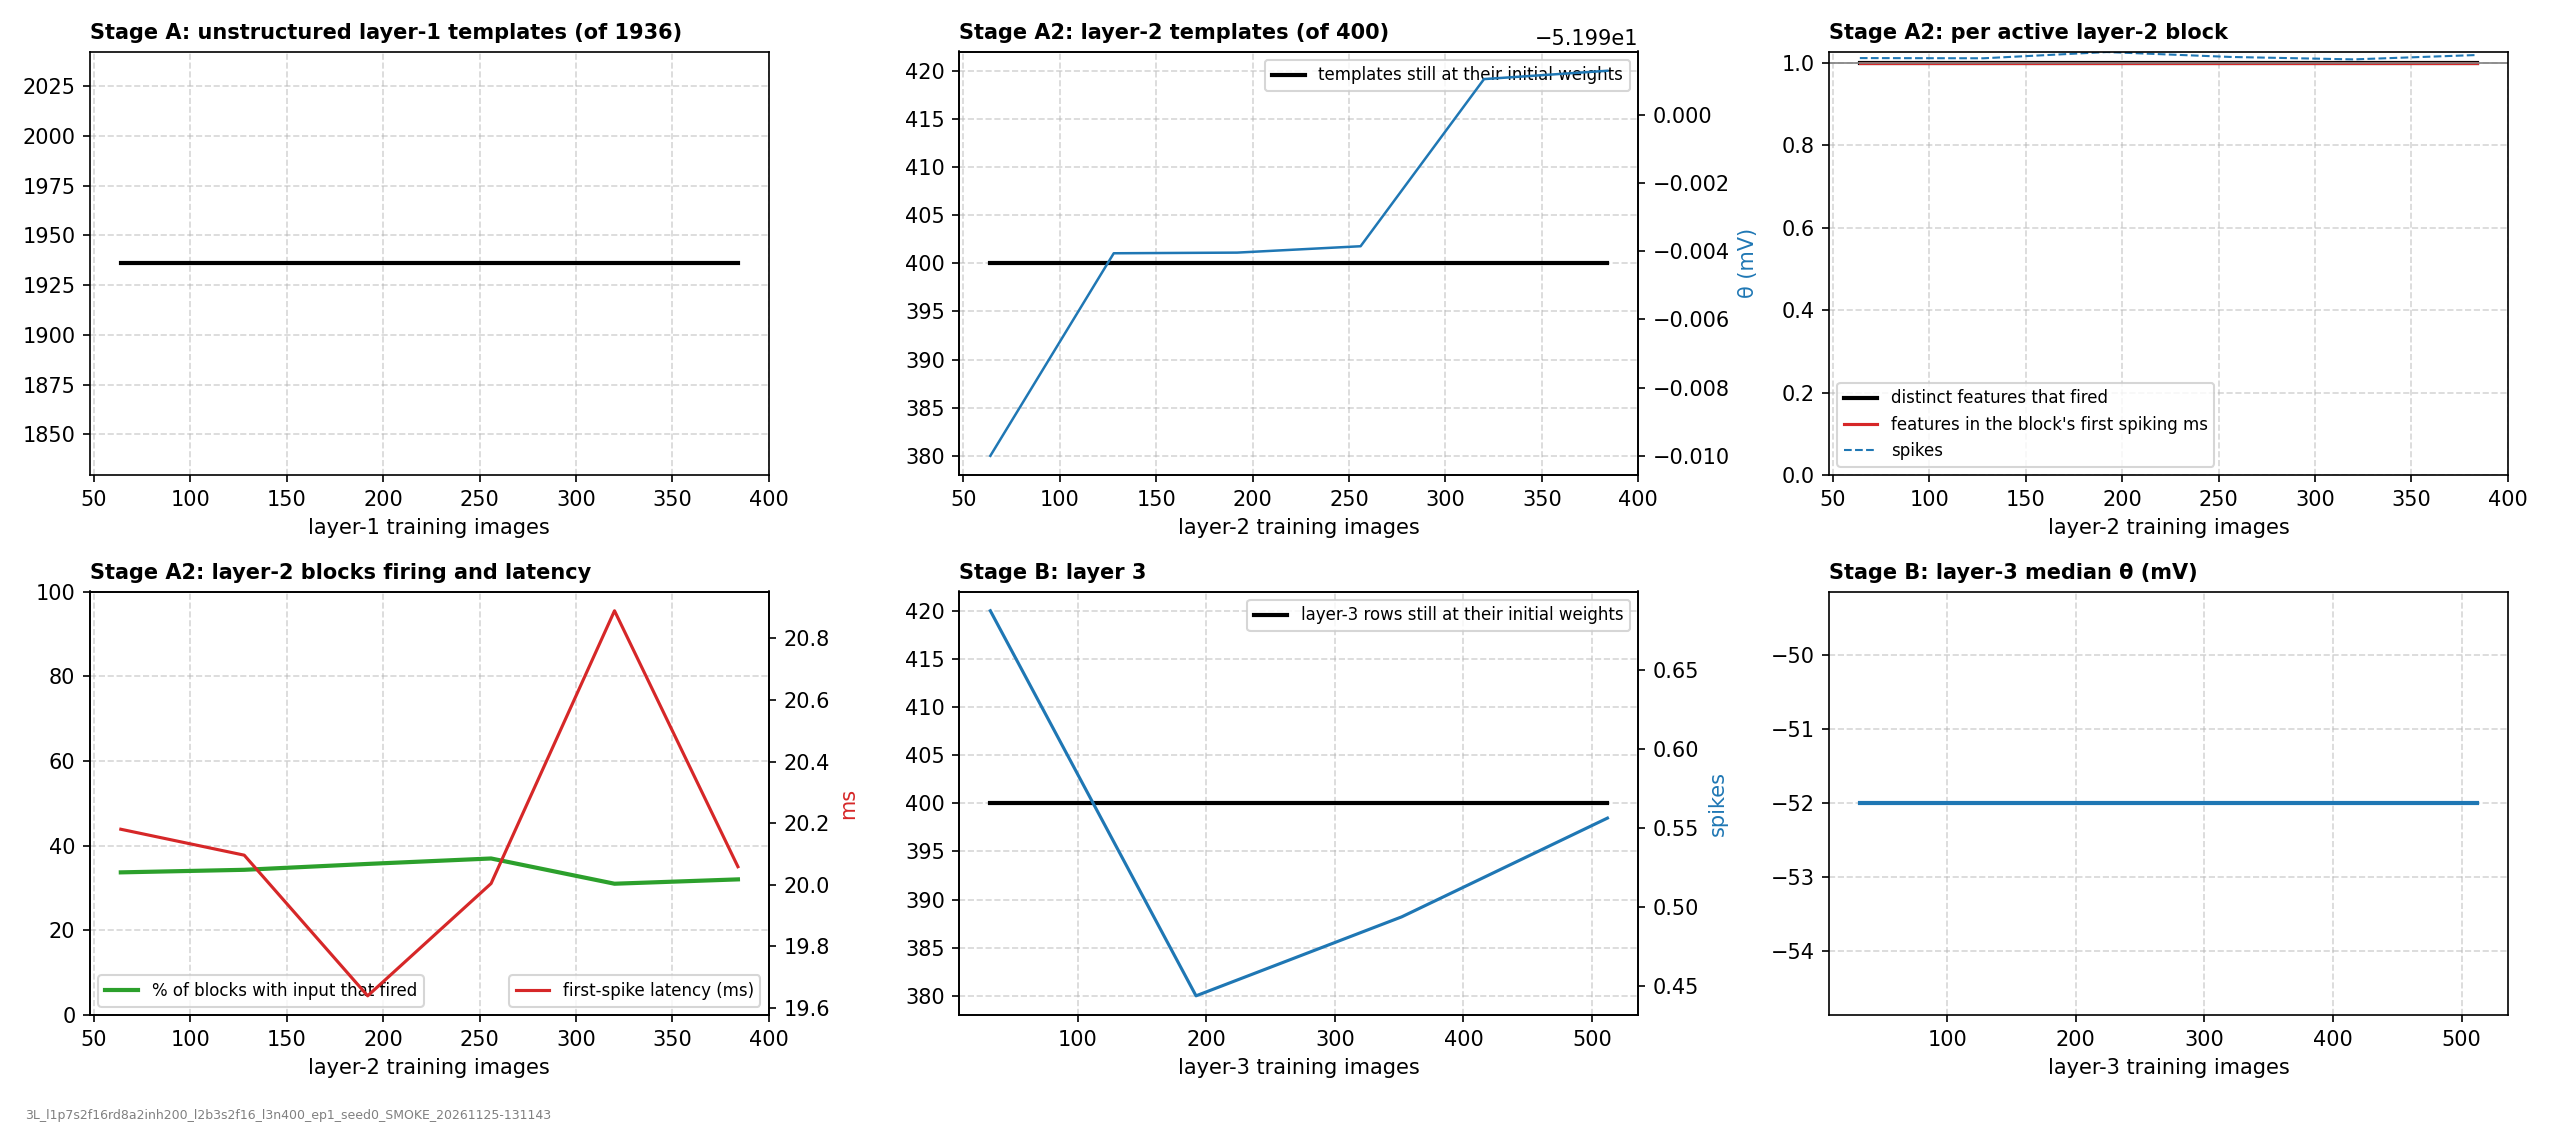 Stage A: unstructured layer-1 templates (of 1936)
2025
2000
1975
1950
1925
1900
1875
1850
50 100 150 200 250 300 350 400
layer-1 training images
Stage A2: layer-2 templates (of 400)
−5.199e1
templates still at their initial weights
420
415
410
405
400
395
390
385
380
0.000
−0.002
−0.004
−0.006
−0.008
−0.010
θ (mV)
50 100 150 200 250 300 350 400
layer-2 training images
Stage A2: per active layer-2 block
1.0
0.8
0.6
0.4
0.2
0.0
distinct features that fired
features in the block's first spiking ms
spikes
50 100 150 200 250 300 350 400
layer-2 training images
Stage A2: layer-2 blocks firing and latency
100
80
60
40
20
0
20.8
20.6
20.4
20.2
20.0
19.8
19.6
ms
% of blocks with input that fired
first-spike latency (ms)
50 100 150 200 250 300 350 400
layer-2 training images
Stage B: layer 3
layer-3 rows still at their initial weights
420
415
410
405
400
395
390
385
380
0.65
0.60
0.55
0.50
0.45
spikes
100 200 300 400 500
layer-3 training images
Stage B: layer-3 median θ (mV)
−50
−51
−52
−53
−54
100 200 300 400 500
layer-3 training images
3L_l1p7s2f16rd8a2inh200_l2b3s2f16_l3n400_ep1_seed0_SMOKE_20261125-131143